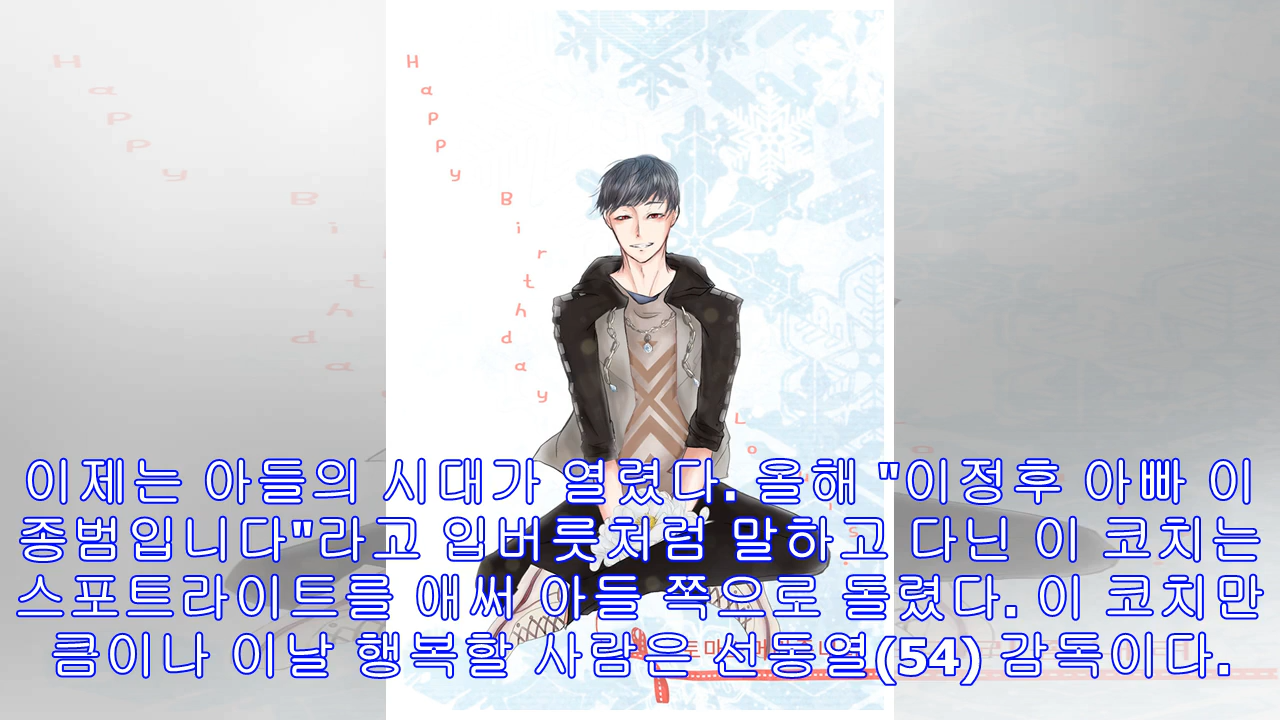 Happy
Birthday
Lo
이제는 아들의 시대가 열렸다. 올해 "이정후 아빠 이
종범입니다"라고 입버릇처럼 말하고 다닌 이 코치는
스포트라이트를 애써 아들 쪽으로 돌렸다. 이 코치만
큼이나 이날 행복할 사람은 선동열(54) 감독이다.